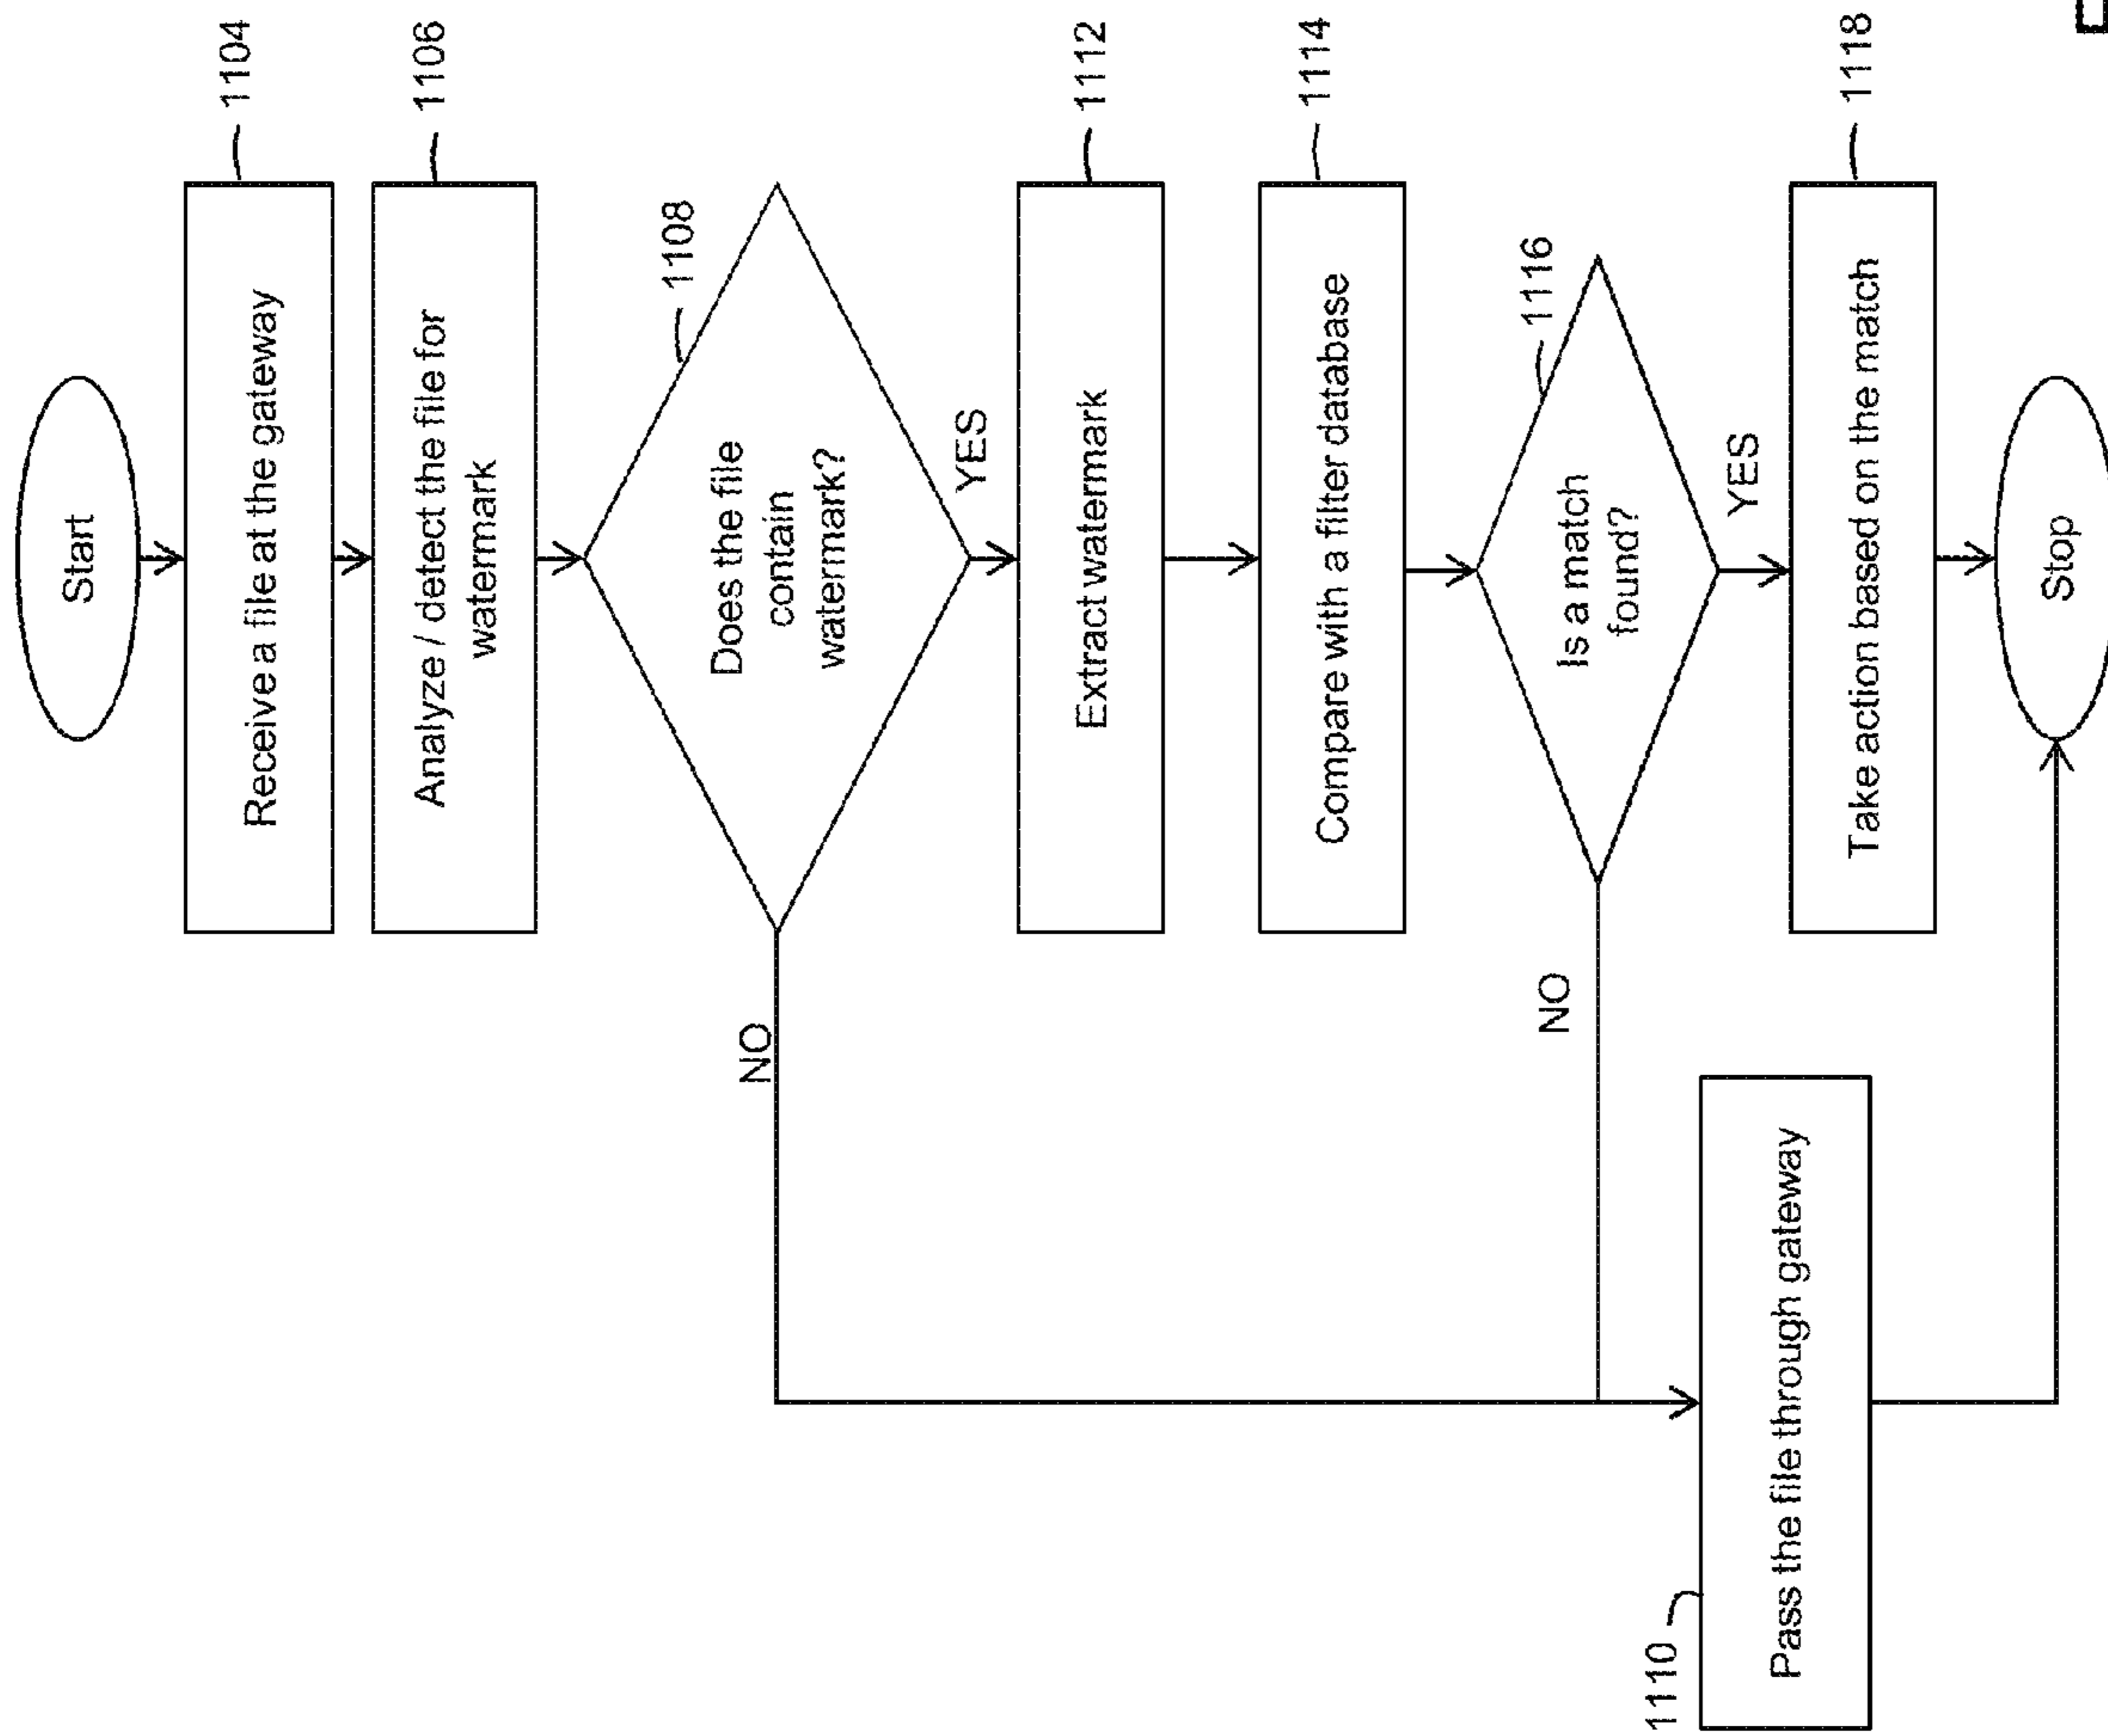 Start
1104
Receive a file at the gateway
1106
Analyze / detect the file for
watermark
1108
Does the file
contain
watermark?
NO
YES
1112
Extract watermark
1114
Compare with a filter database
1116
Is a match
found?
NO
YES
1110
Pass the file through gateway
1118
Take action based on the match
Stop